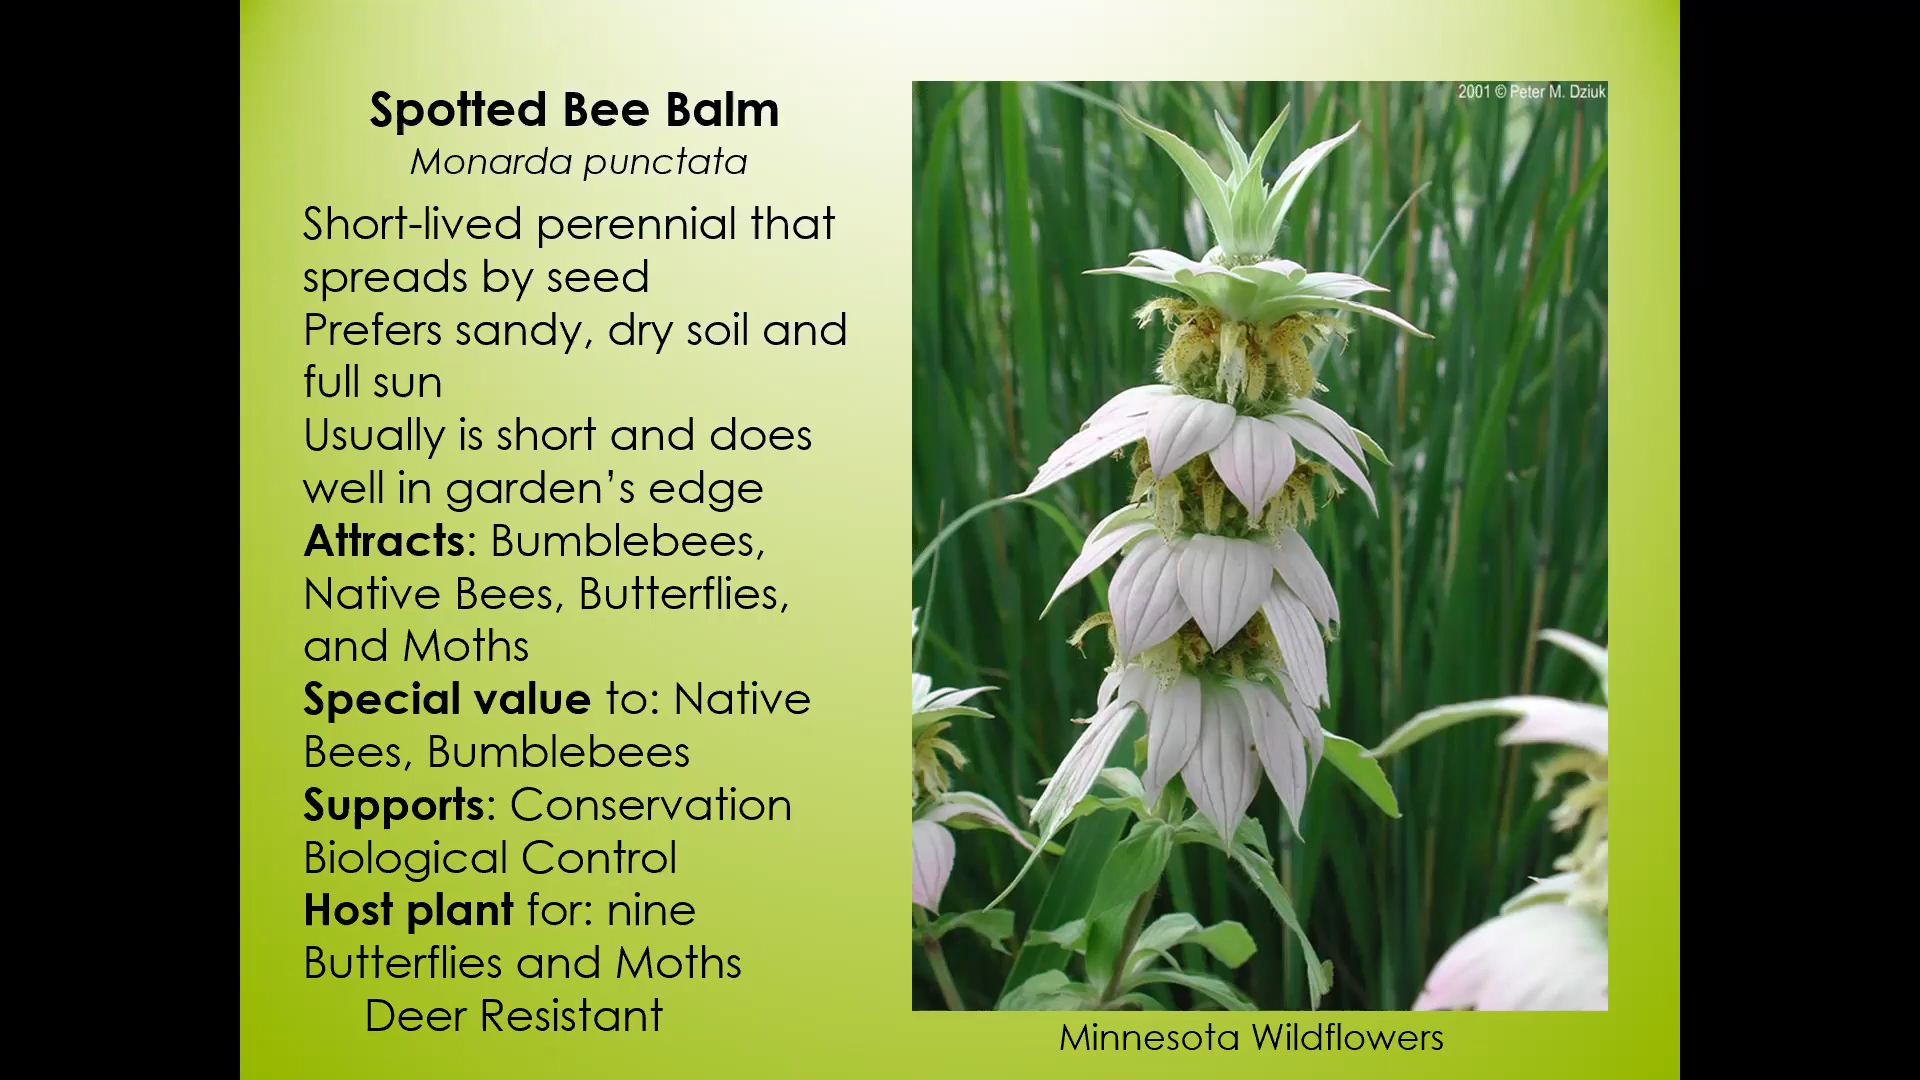 Spotted Bee Balm
Monarda punctata
Short-lived perennial that
spreads by seed
Prefers sandy, dry soil and
full sun
Usually is short and does
well in garden’s edge
Attracts: Bumblebees,
Native Bees, Butterflies,
and Moths
Special value to: Native
Bees, Bumblebees
Supports: Conservation
Biological Control
Host plant for: nine
Butterflies and Moths
Deer Resistant
2001 © Peter M. Dziuk
Minnesota Wildflowers